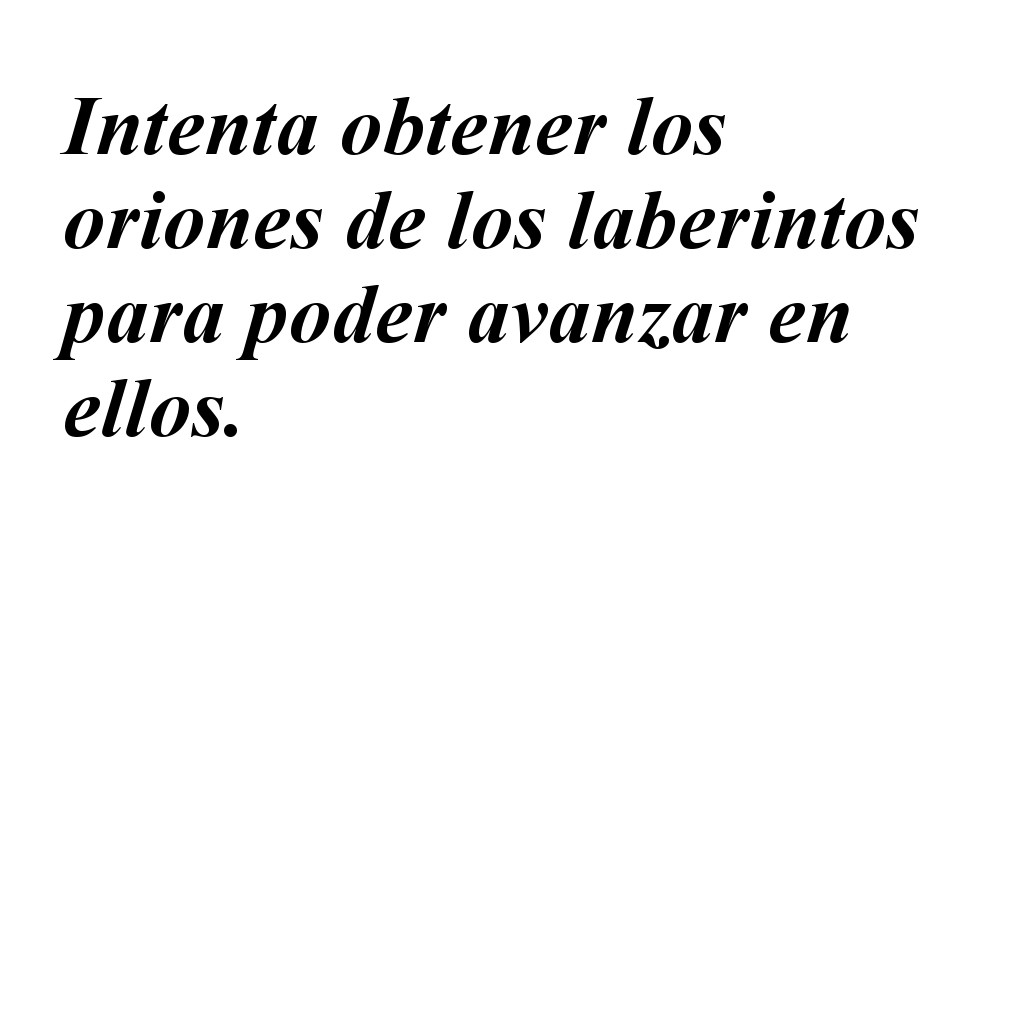 Intenta obtener los
oriones de los laberintos
para poder avanzar en
ellos.